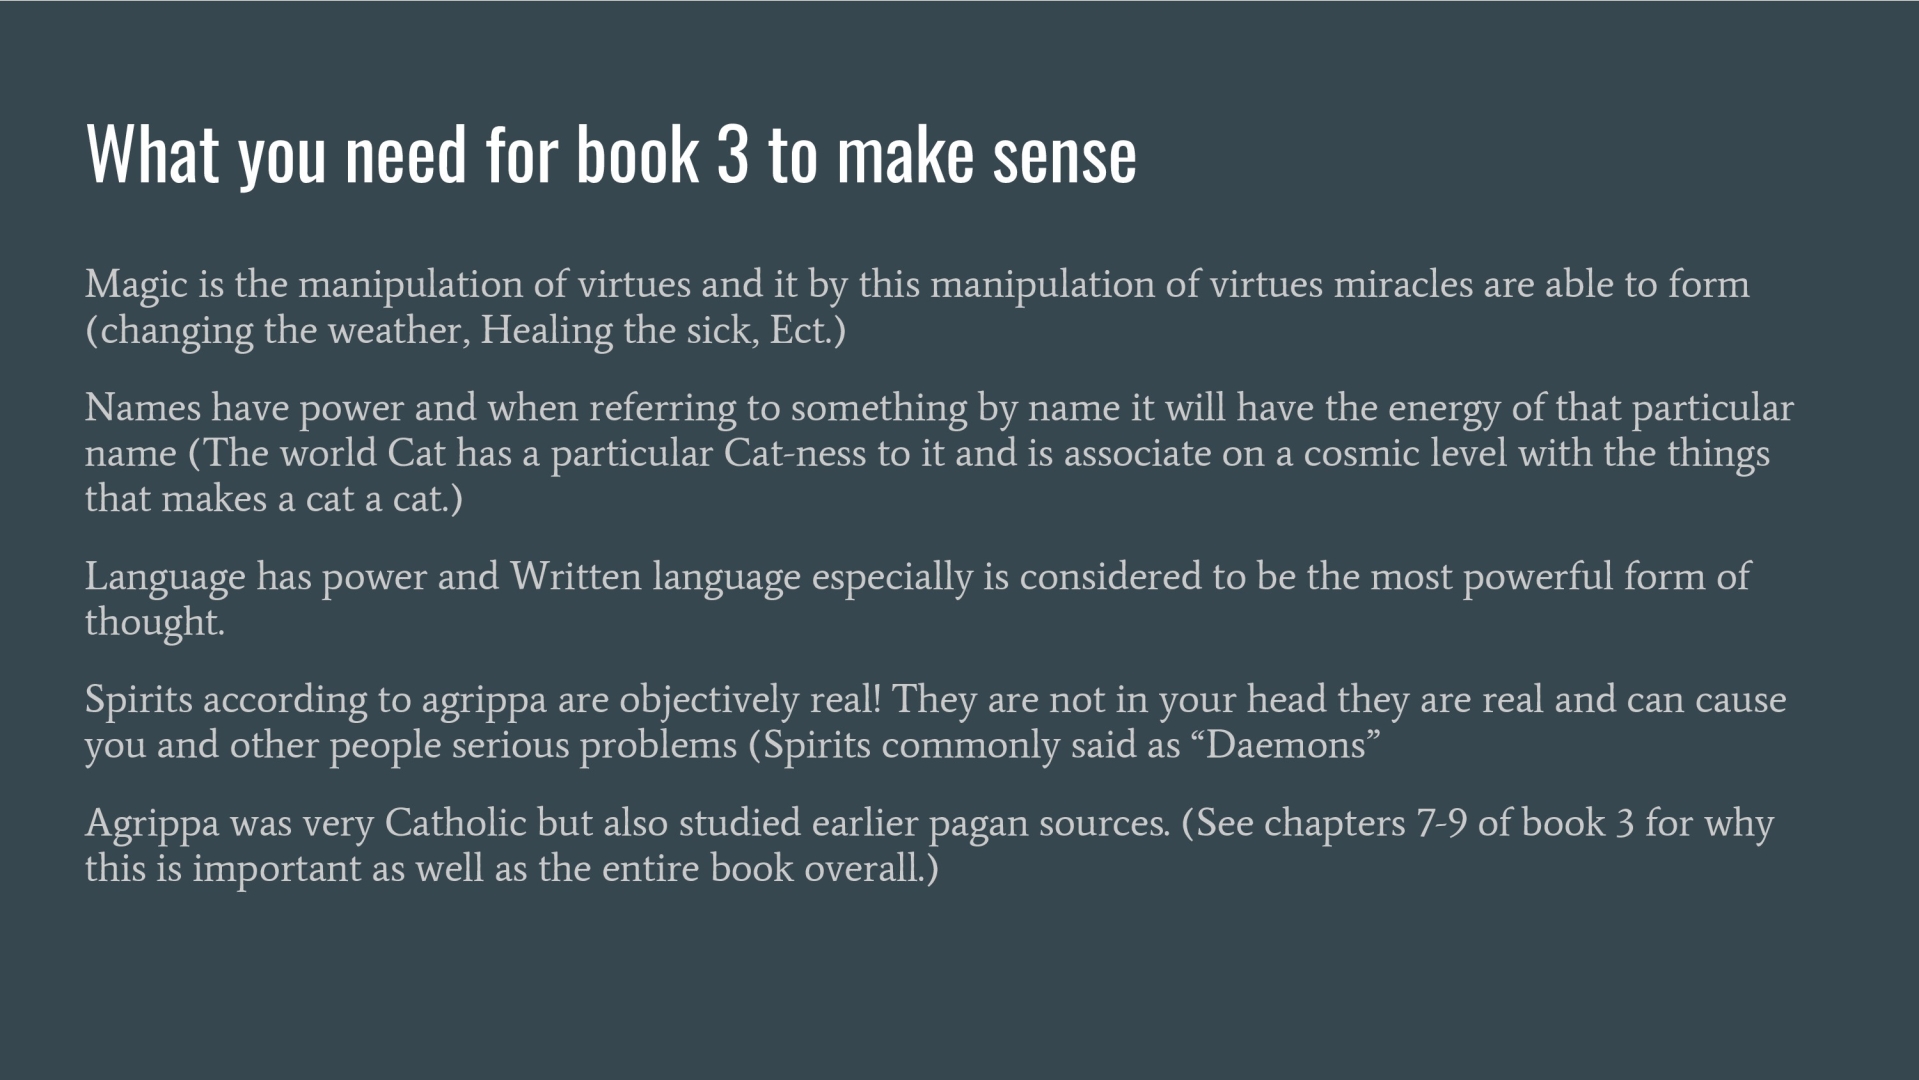 What you need for book 3 to make sense
Magic is the manipulation of virtues and it by this manipulation of virtues miracles are able to form
(changing the weather, Healing the sick, Ect.)
Names have power and when referring to something by name it will have the energy of that particular
name (The world Cat has a particular Cat-ness to it and is associate on a cosmic level with the things
that makes a cat a cat.)
Language has power and Written language especially is considered to be the most powerful form of
thought.
Spirits according to agrippa are objectively real! They are not in your head they are real and can cause
you and other people serious problems (Spirits commonly said as “Daemons”
Agrippa was very Catholic but also studied earlier pagan sources. (See chapters 7-9 of book 3 for why
this is important as well as the entire book overall.)